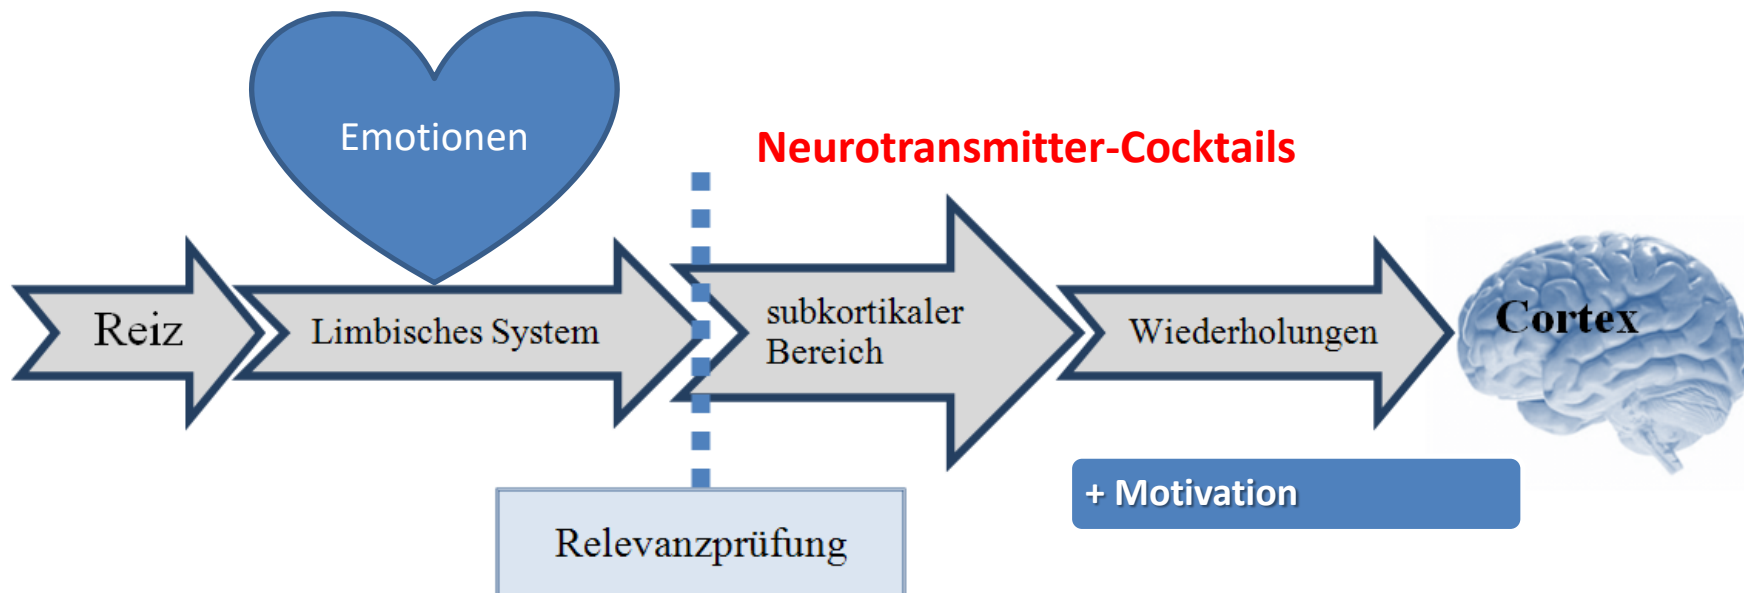 Emotionen
Neurotransmitter-Cocktails
Reiz
Limbisches System
subkortikaler
Bereich
Wiederholungen
Cortex
+ Motivation
Relevanzprüfung